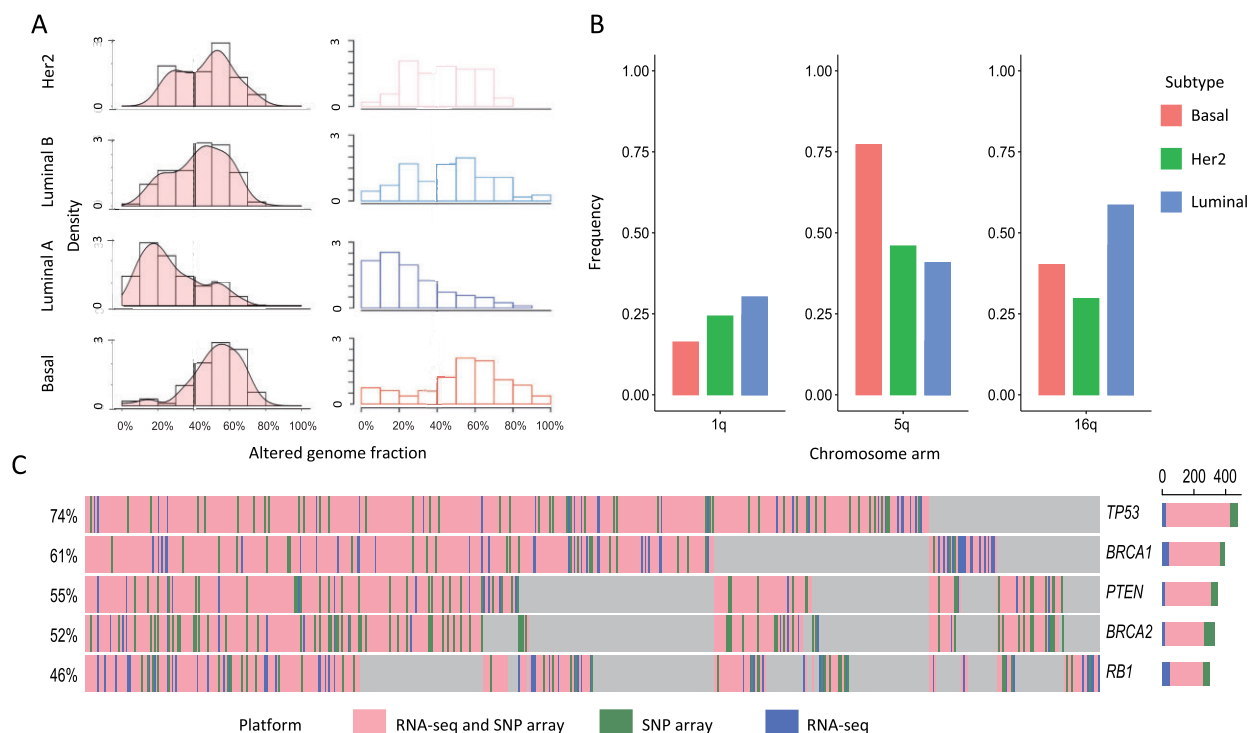 A
B
Her2
Luminal B
Luminal A
Basal
Density
3
0
3
0
3
0
3
0
3
0
3
0
3
0
3
0
0%
20%
40%
60%
80%
100%
0%
20%
40%
60%
80%
100%
Altered genome fraction
Frequency
1.00
0.75
0.50
0.25
0.00
1q
1.00
0.75
0.50
0.25
0.00
5q
1.00
0.75
0.50
0.25
0.00
16q
Chromosome arm
Subtype
Basal
Her2
Luminal
C
0 200 400
74% TP53
61% BRCA1
55% PTEN
52% BRCA2
46% RB1
Platform RNA-seq and SNP array SNP array RNA-seq